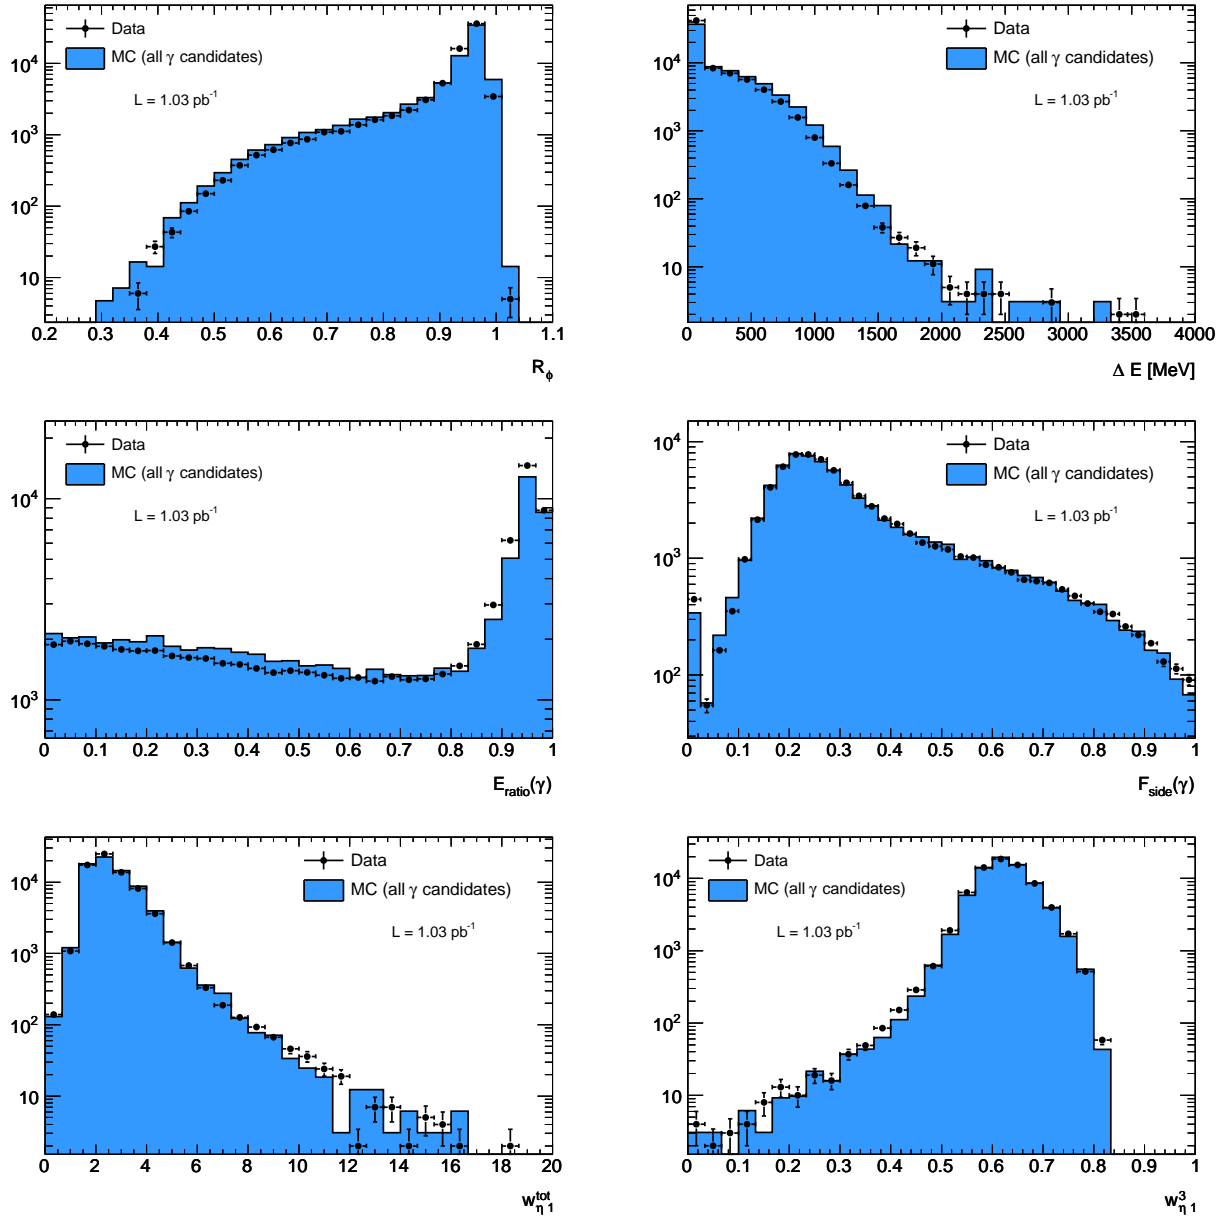 Data
MC (all γ candidates)
L = 1.03 pb⁻¹
10⁴
10³
10²
10
0.2 0.3 0.4 0.5 0.6 0.7 0.8 0.9 1 1.1
R_ϕ
Data
MC (all γ candidates)
L = 1.03 pb⁻¹
10⁴
10³
10²
10
0 500 1000 1500 2000 2500 3000 3500 4000
Δ E [MeV]
Data
MC (all γ candidates)
L = 1.03 pb⁻¹
10⁴
10³
0 0.1 0.2 0.3 0.4 0.5 0.6 0.7 0.8 0.9 1
E_ratio(γ)
Data
MC (all γ candidates)
L = 1.03 pb⁻¹
10⁴
10³
10²
0 0.1 0.2 0.3 0.4 0.5 0.6 0.7 0.8 0.9 1
F_side(γ)
Data
MC (all γ candidates)
L = 1.03 pb⁻¹
10⁴
10³
10²
10
0 2 4 6 8 10 12 14 16 18 20
w_η 1^tot
Data
MC (all γ candidates)
L = 1.03 pb⁻¹
10⁴
10³
10²
10
0 0.1 0.2 0.3 0.4 0.5 0.6 0.7 0.8 0.9 1
w_η 1^3